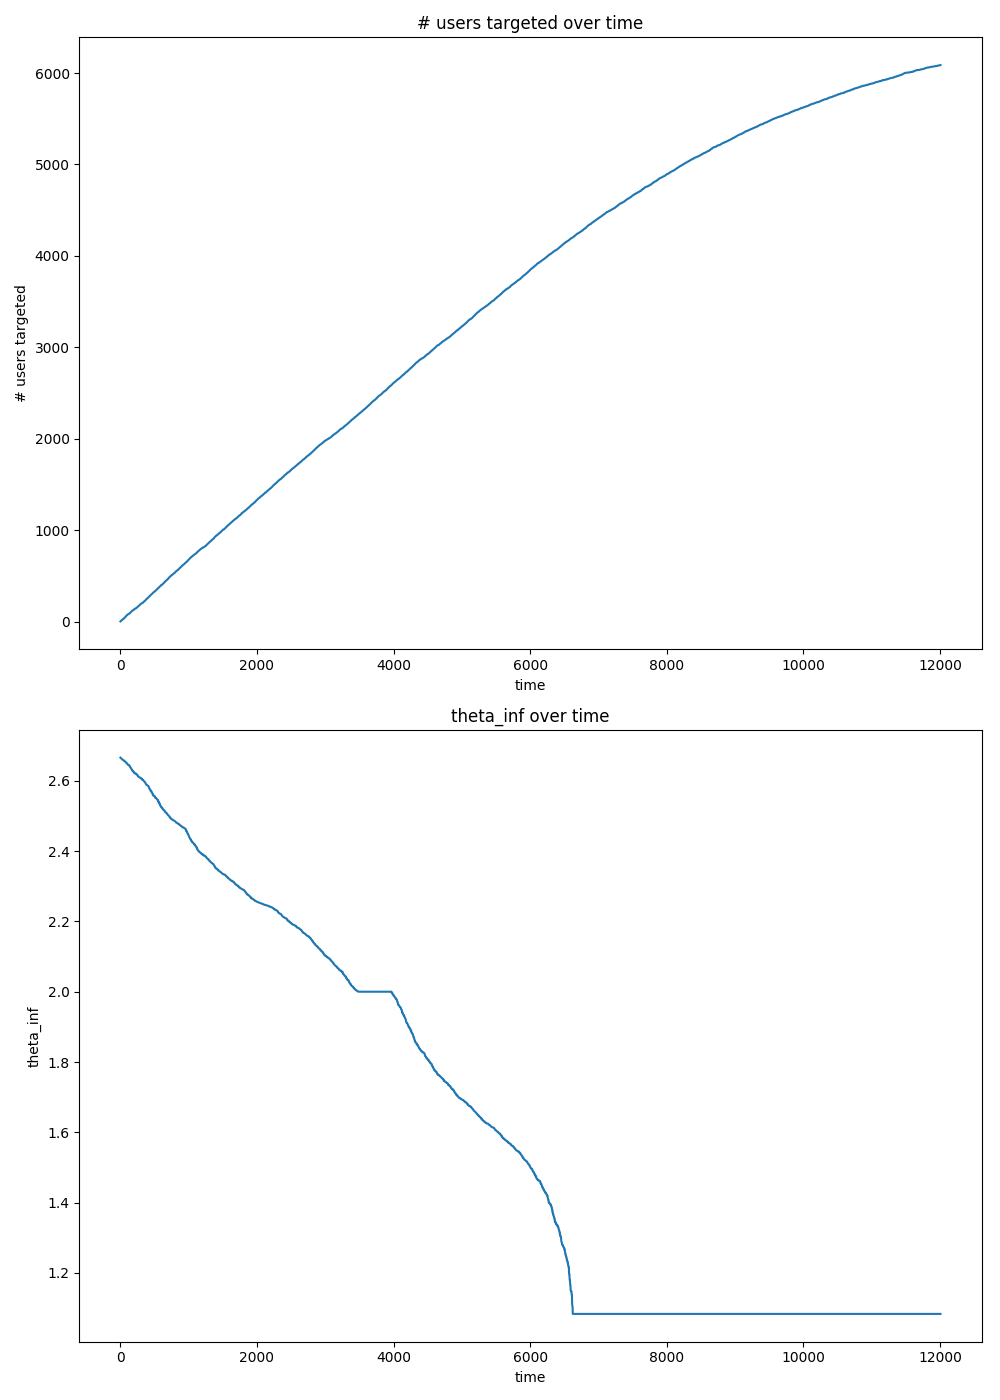 # users targeted over time
# users targeted
6000
5000
4000
3000
2000
1000
0
0 2000 4000 6000 8000 10000 12000
time
theta_inf over time
theta_inf
2.6
2.4
2.2
2.0
1.8
1.6
1.4
1.2
0 2000 4000 6000 8000 10000 12000
time